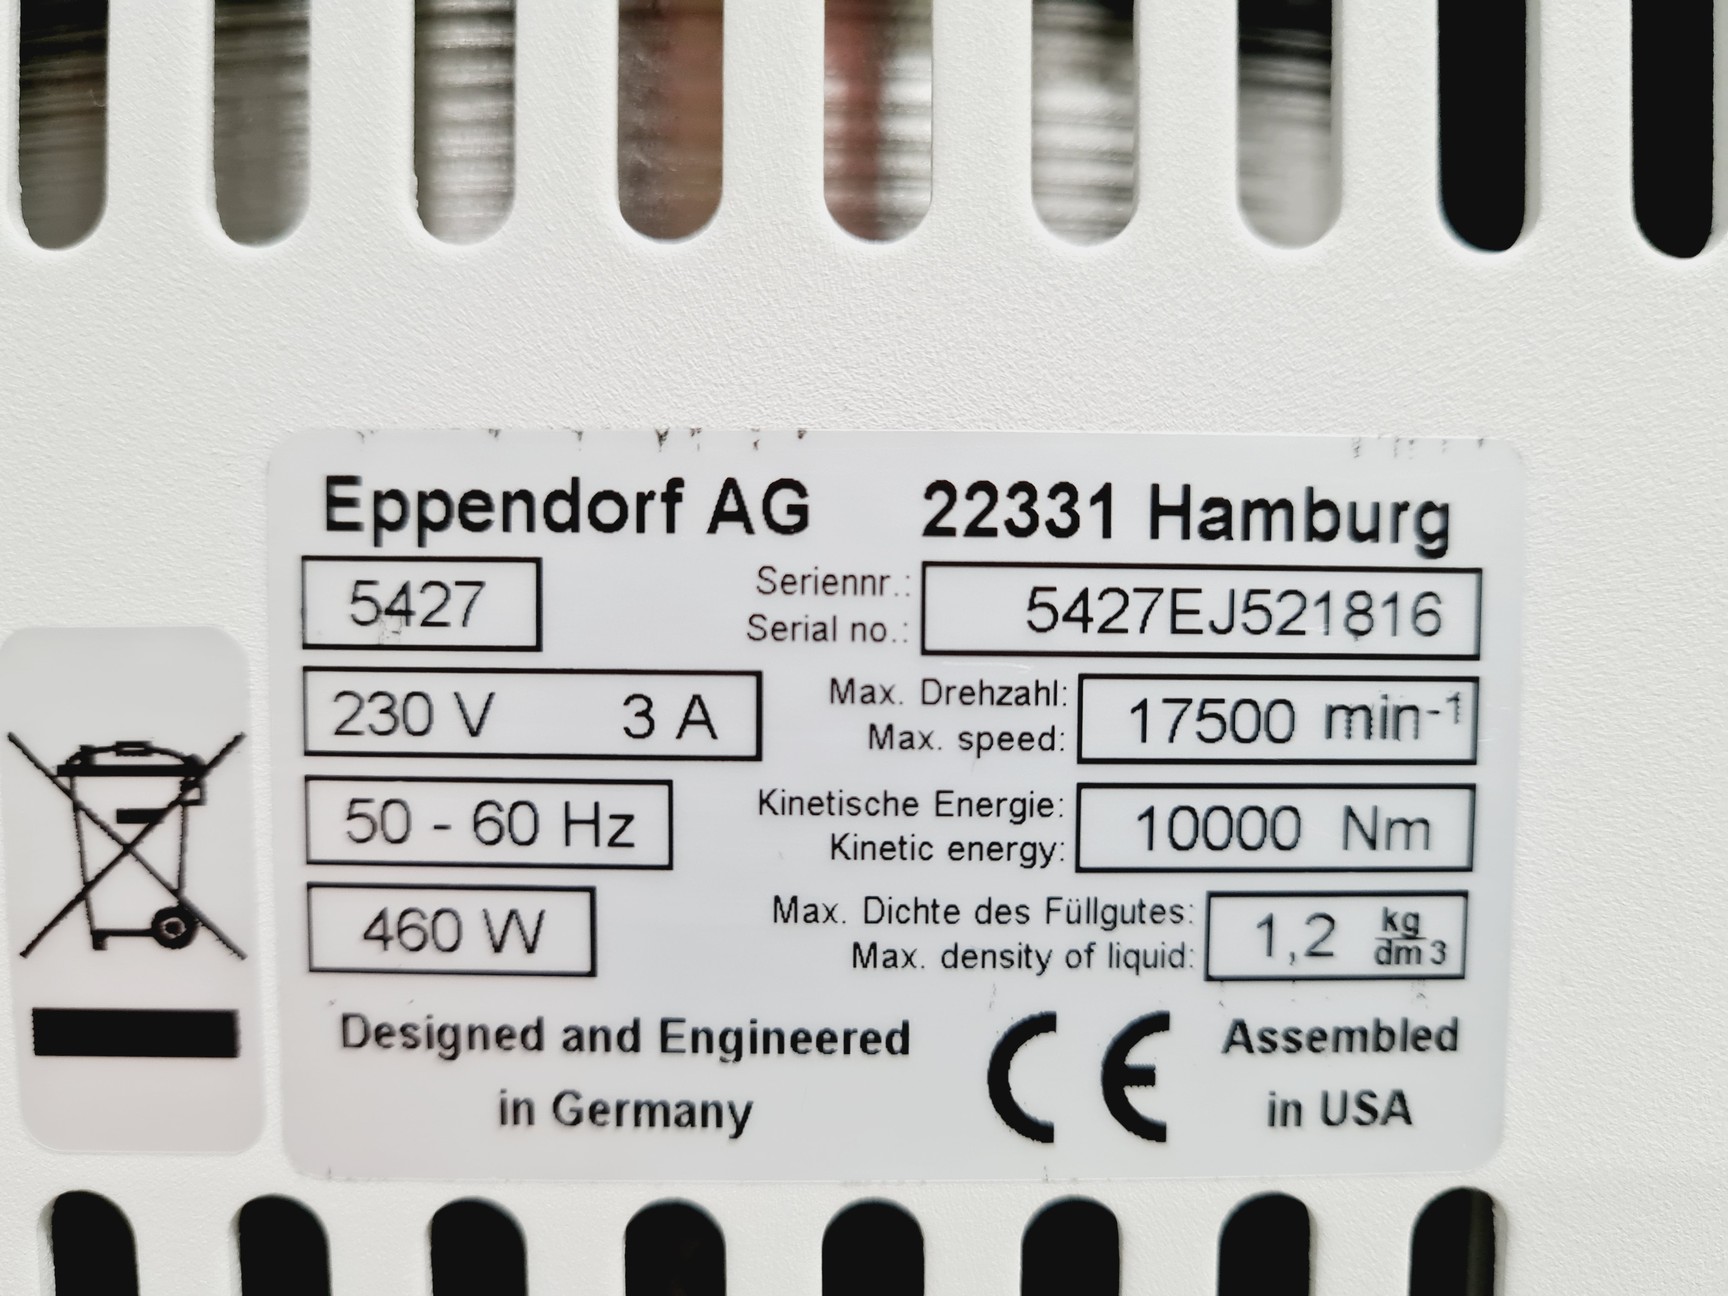 Eppendorf AG 22331 Hamburg
5427
Seriennr.:
Serial no.:
5427EJ521816
230 V 3 A
Max. Drehzahl:
Max. speed:
17500 min-1
50 - 60 Hz
Kinetische Energie:
Kinetic energy:
10000 Nm
460 W
Max. Dichte des Füllgutes:
Max. density of liquid:
1,2 kg/dm3
Designed and Engineered
in Germany
CE
Assembled
in USA